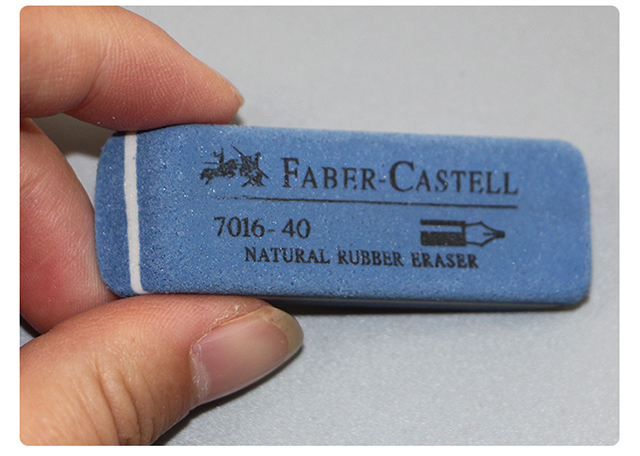 FABER-CASTELL
7016-40
NATURAL RUBBER ERASER